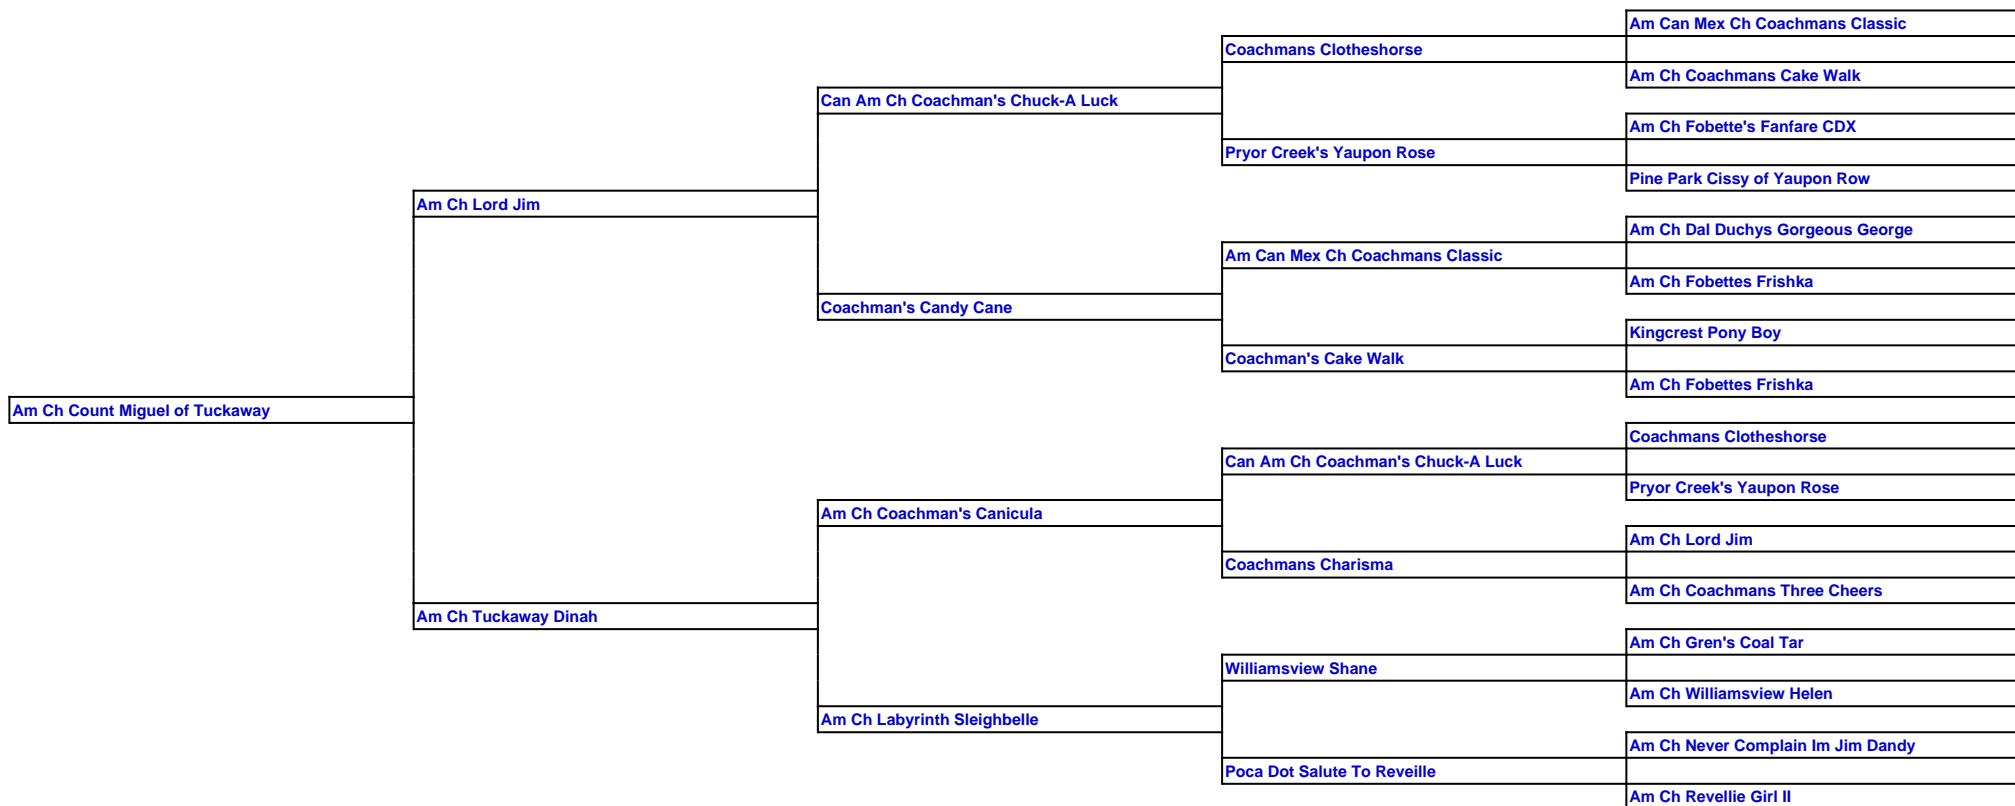 Am Can Mex Ch Coachmans Classic
Coachmans Clotheshorse
Am Ch Coachmans Cake Walk
Can Am Ch Coachman's Chuck-A Luck
Am Ch Fobette's Fanfare CDX
Pryor Creek's Yaupon Rose
Pine Park Cissy of Yaupon Row
Am Ch Lord Jim
Am Ch Dal Duchys Gorgeous George
Am Can Mex Ch Coachmans Classic
Am Ch Fobettes Frishka
Coachman's Candy Cane
Kingcrest Pony Boy
Coachman's Cake Walk
Am Ch Fobettes Frishka
Am Ch Count Miguel of Tuckaway
Coachmans Clotheshorse
Can Am Ch Coachman's Chuck-A Luck
Pryor Creek's Yaupon Rose
Am Ch Coachman's Canicula
Am Ch Lord Jim
Coachmans Charisma
Am Ch Coachmans Three Cheers
Am Ch Tuckaway Dinah
Am Ch Gren's Coal Tar
Williamsview Shane
Am Ch Williamsview Helen
Am Ch Labyrinth Sleighbelle
Am Ch Never Complain Im Jim Dandy
Poca Dot Salute To Reveille
Am Ch Revellie Girl II